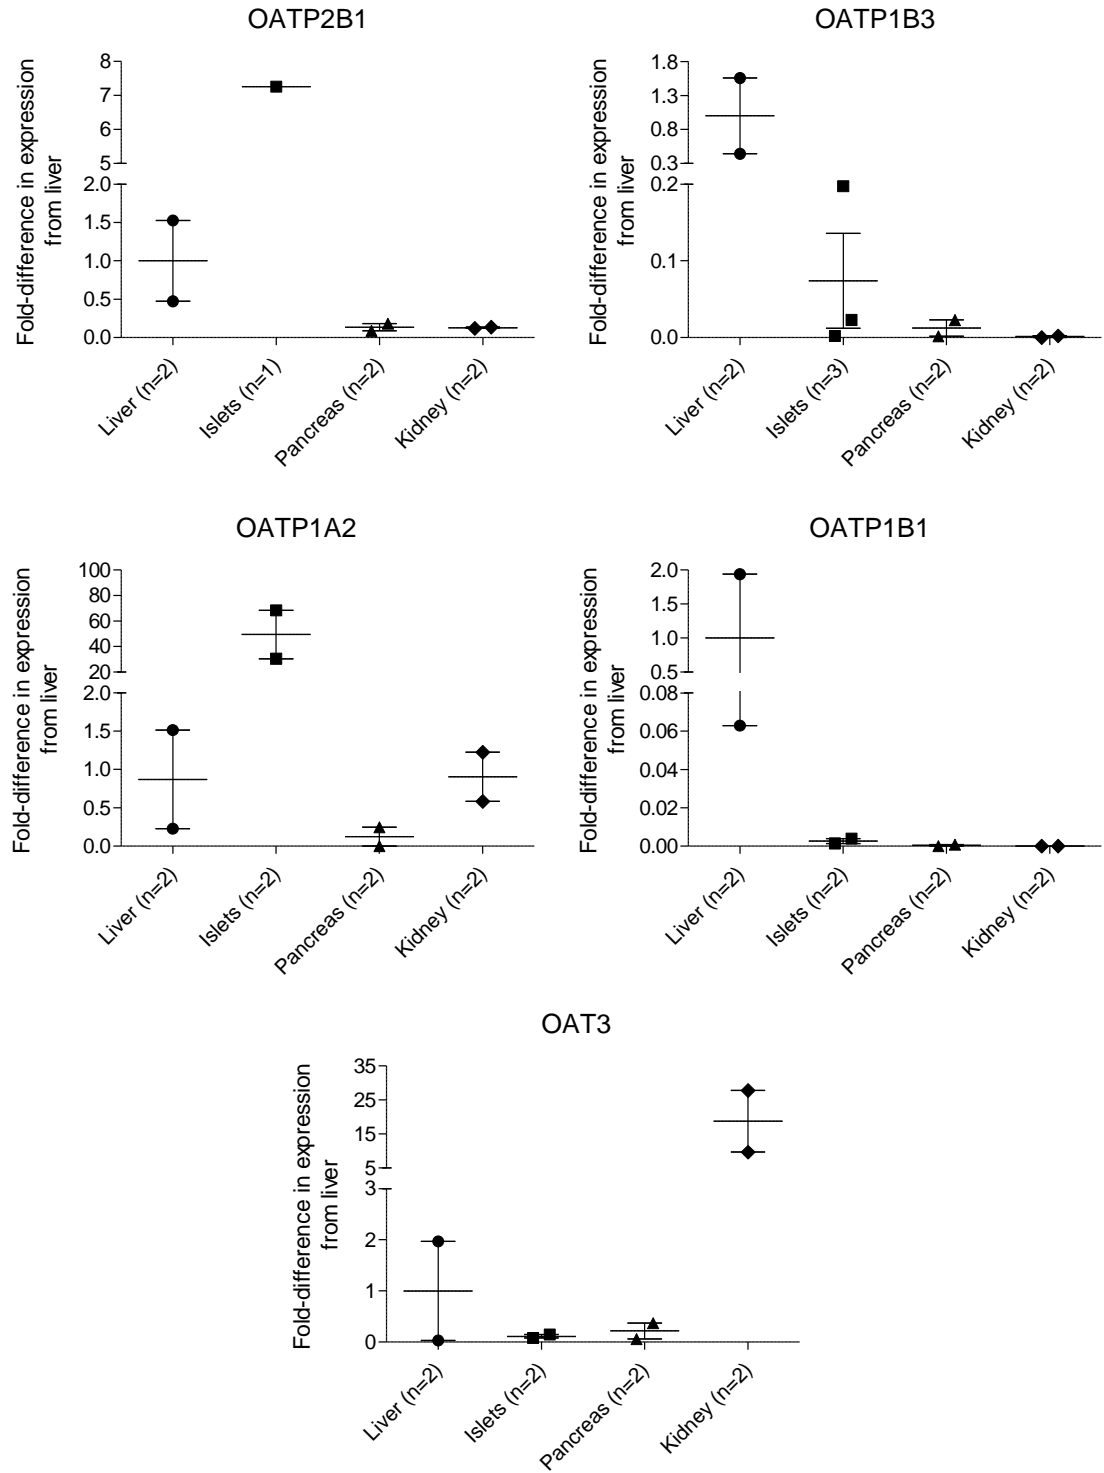 OATP2B1
Fold-difference in expression
from liver
8
7
6
5
2.0
1.5
1.0
0.5
0.0
Liver (n=2)
Islets (n=1)
Pancreas (n=2)
Kidney (n=2)
OATP1B3
Fold-difference in expression
from liver
1.8
1.3
0.8
0.3
0.2
0.1
0.0
Liver (n=2)
Islets (n=3)
Pancreas (n=2)
Kidney (n=2)
OATP1A2
Fold-difference in expression
from liver
100
80
60
40
20
2.0
1.5
1.0
0.5
0.0
Liver (n=2)
Islets (n=2)
Pancreas (n=2)
Kidney (n=2)
OATP1B1
Fold-difference in expression
from liver
2.0
1.5
1.0
0.5
0.08
0.06
0.04
0.02
0.00
Liver (n=2)
Islets (n=2)
Pancreas (n=2)
Kidney (n=2)
OAT3
Fold-difference in expression
from liver
35
25
15
5
3
2
1
0
Liver (n=2)
Islets (n=2)
Pancreas (n=2)
Kidney (n=2)